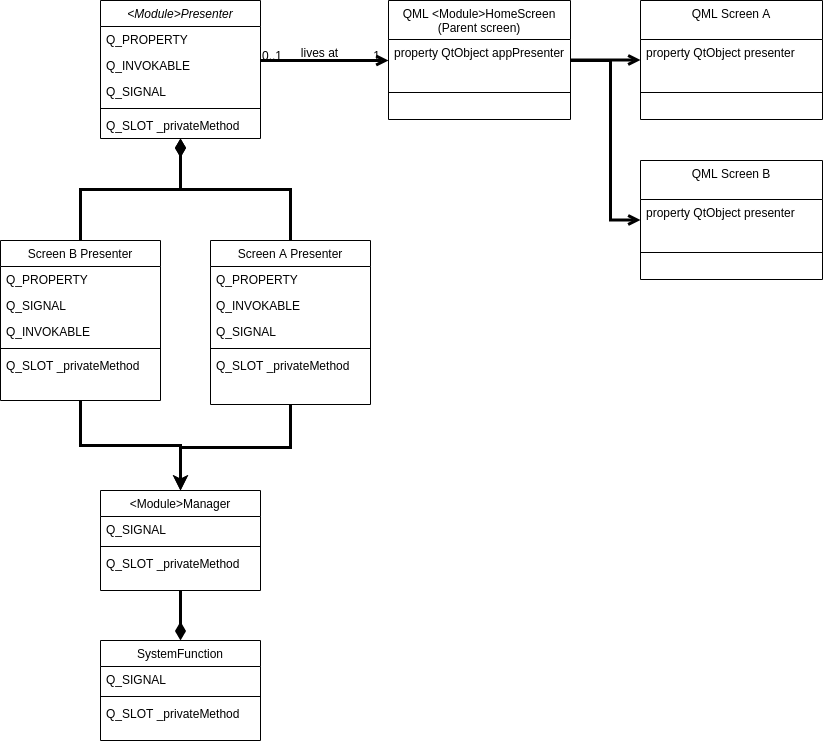 <Module>Presenter
Q_PROPERTY
Q_INVOKABLE
Q_SIGNAL
Q_SLOT _privateMethod
0..1
lives at
1
QML <Module>HomeScreen
(Parent screen)
property QtObject appPresenter
QML Screen A
property QtObject presenter
QML Screen B
property QtObject presenter
Screen B Presenter
Q_PROPERTY
Q_SIGNAL
Q_INVOKABLE
Q_SLOT _privateMethod
Screen A Presenter
Q_PROPERTY
Q_INVOKABLE
Q_SIGNAL
Q_SLOT _privateMethod
<Module>Manager
Q_SIGNAL
Q_SLOT _privateMethod
SystemFunction
Q_SIGNAL
Q_SLOT _privateMethod